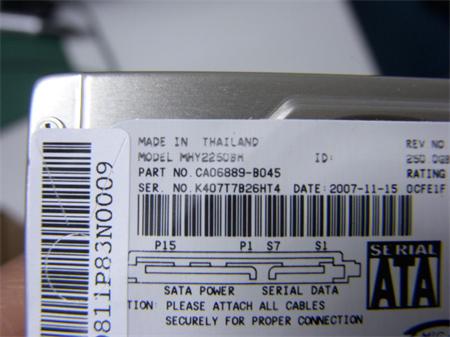 MADE IN THAILAND REV NO
MODEL MHY2250BH ID: 250.0GB
PART NO. CA06889-B045 RATING
SER. NO. K407T7B26HT4 DATE: 2007-11-15 0CFE1F
P15 P1 S7 S1
SATA POWER SERIAL DATA
SERIAL
ATA
TION: PLEASE ATTACH ALL CABLES
SECURELY FOR PROPER CONNECTION
811P83N0009